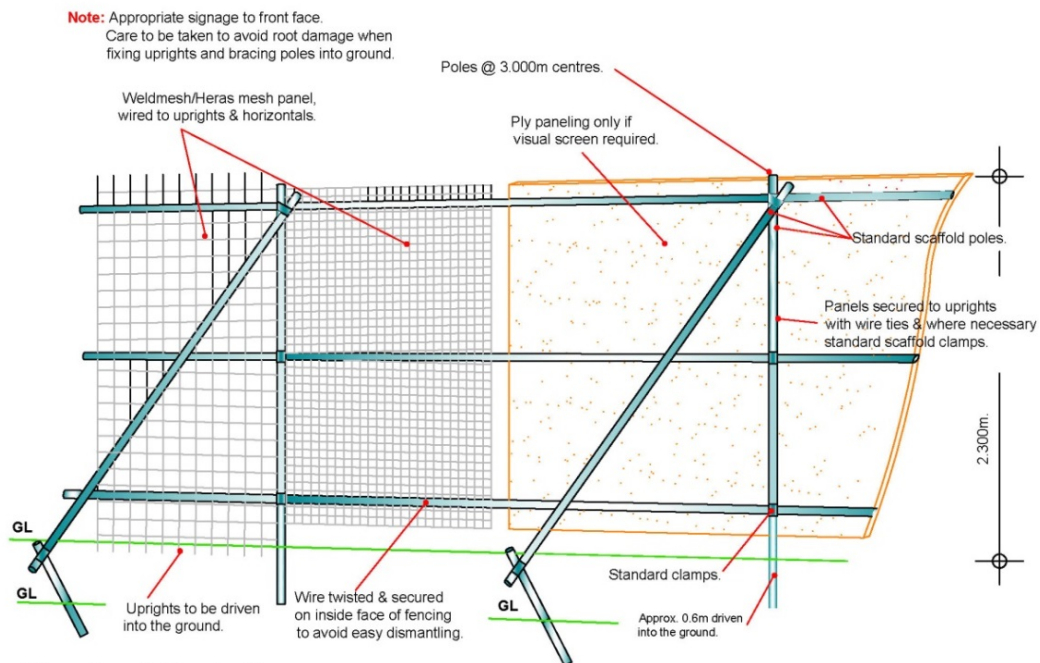 Note: Appropriate signage to front face.
Care to be taken to avoid root damage when
fixing uprights and bracing poles into ground.
Poles @ 3.000m centres.
Weldmesh/Heras mesh panel,
wired to uprights & horizontals.
Ply paneling only if
visual screen required.
Standard scaffold poles.
Panels secured to uprights
with wire ties & where necessary
standard scaffold clamps.
2.300m.
GL
GL
GL
Standard clamps.
Uprights to be driven
into the ground.
Wire twisted & secured
on inside face of fencing
to avoid easy dismantling.
Approx. 0.6m driven
into the ground.
GL